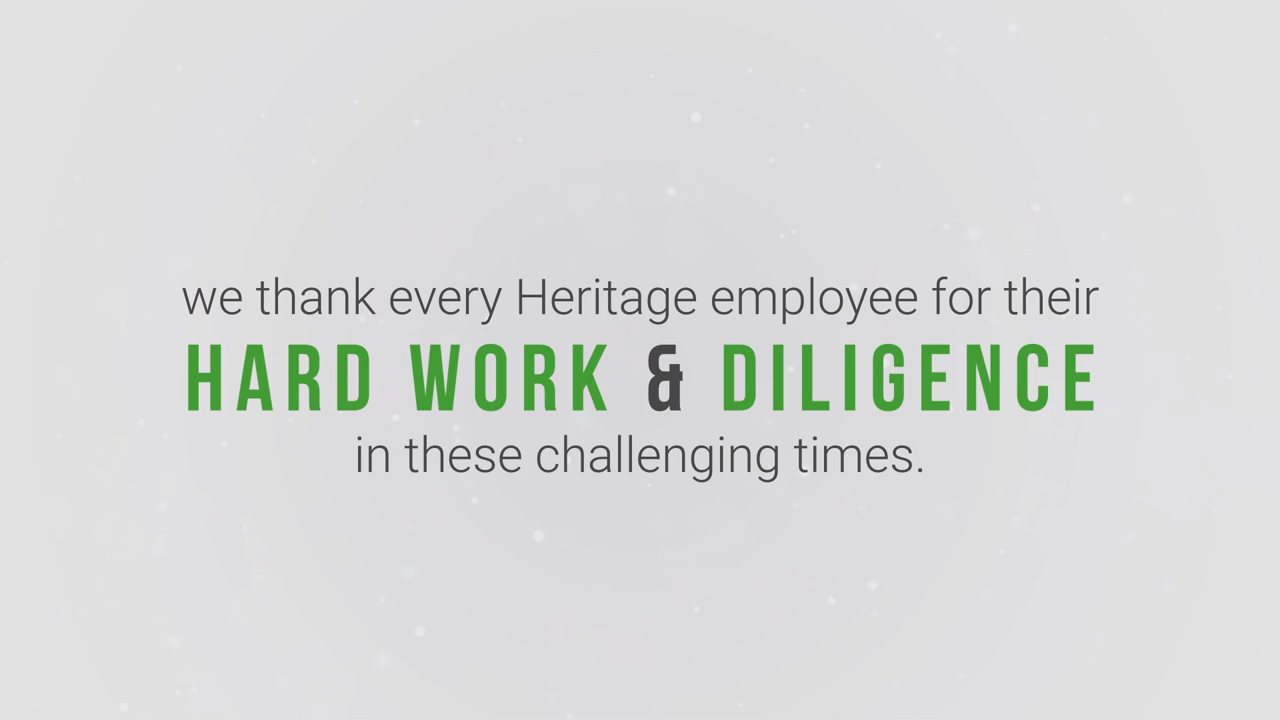 we thank every Heritage employee for their
HARD WORK & DILIGENCE
in these challenging times.